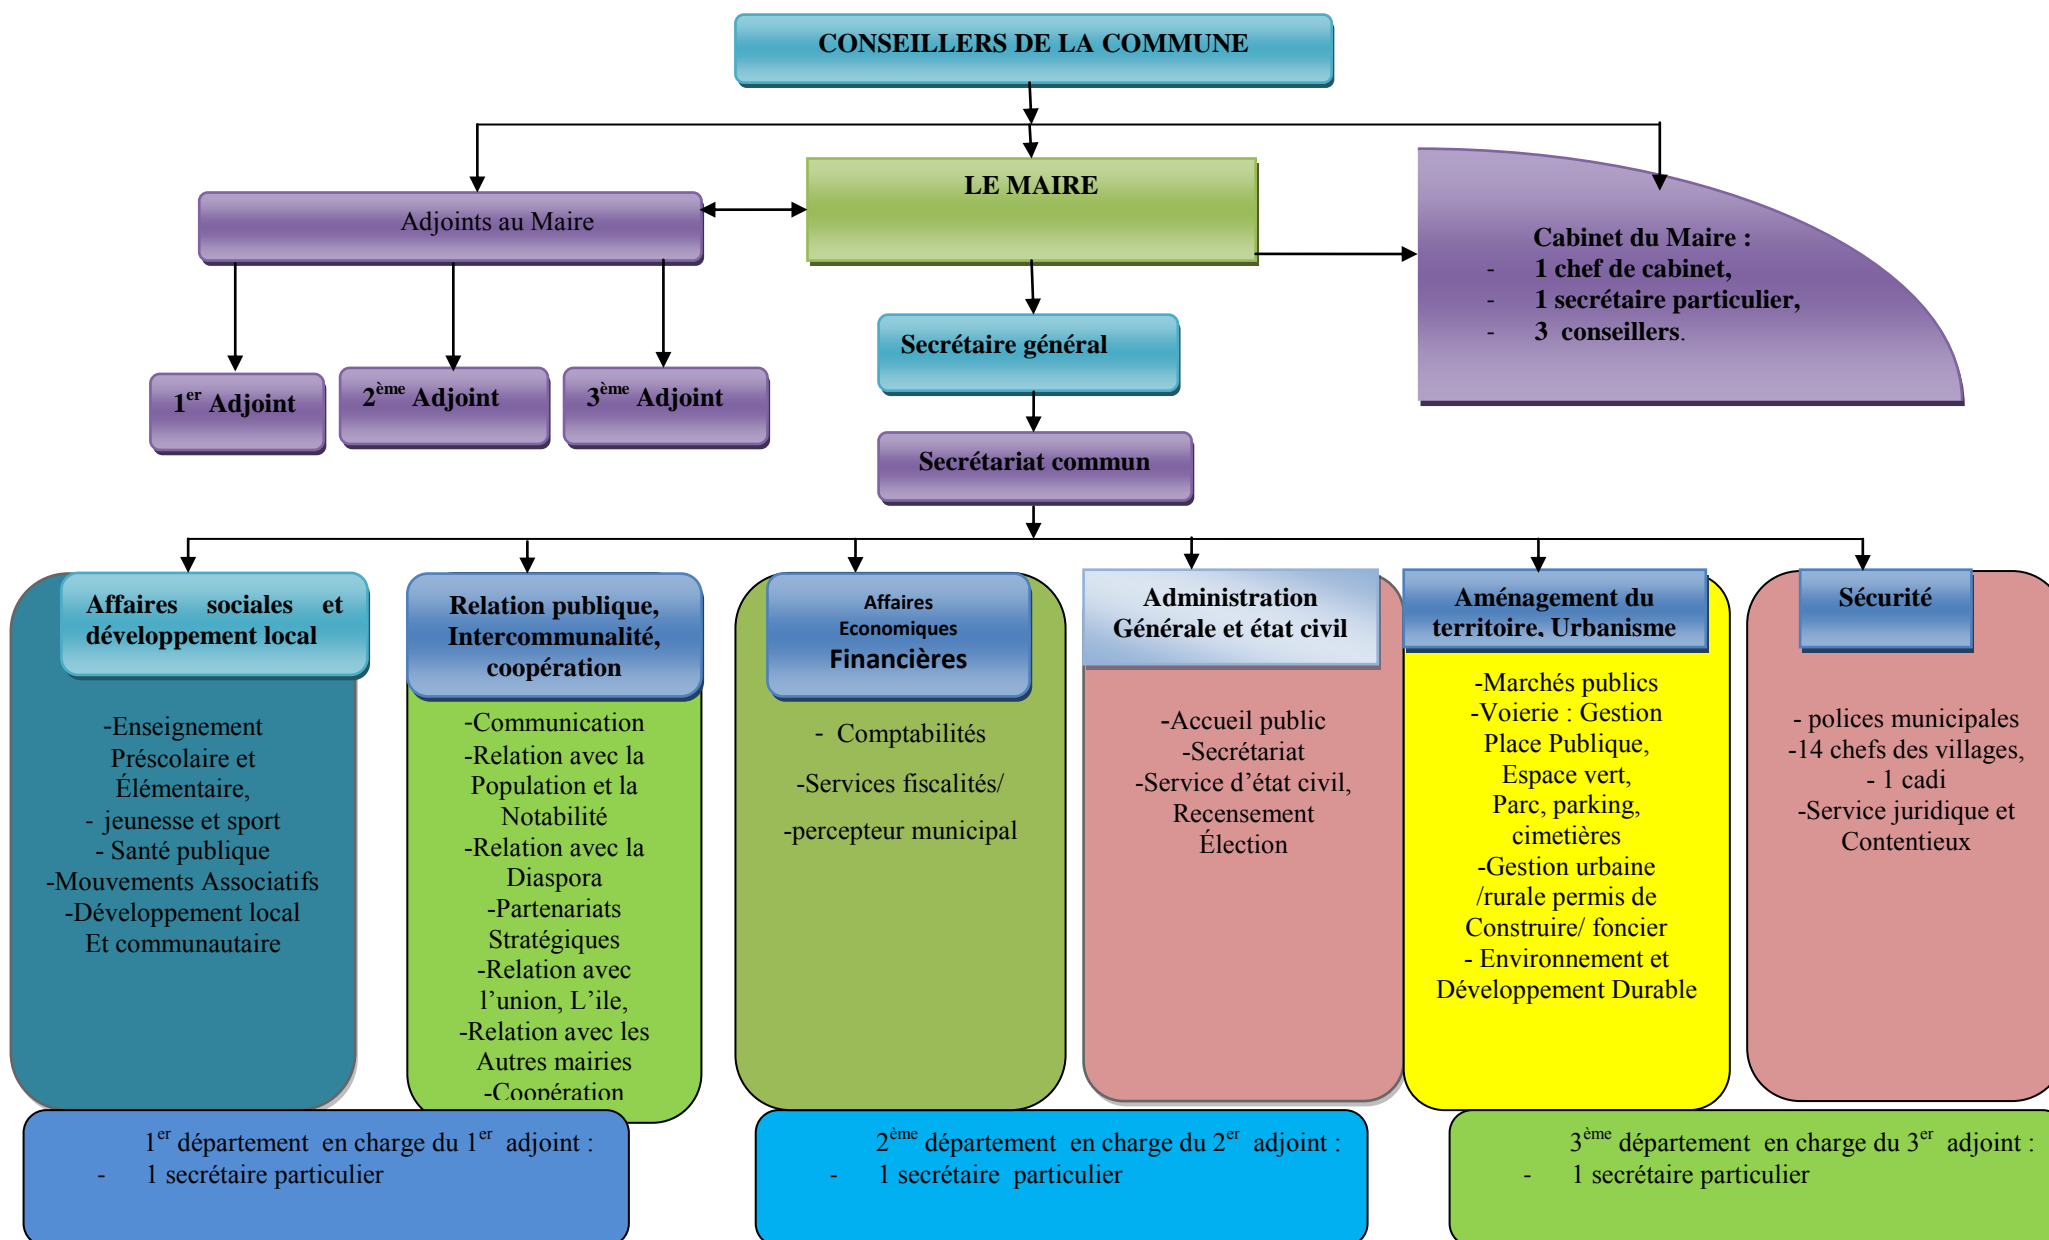 CONSEILLERS DE LA COMMUNE
LE MAIRE
Adjoints au Maire
Cabinet du Maire :
- 1 chef de cabinet,
- 1 secrétaire particulier,
- 3 conseillers.
Secrétaire général
1er Adjoint
2ème Adjoint
3ème Adjoint
Secrétariat commun
Affaires sociales et
développement local
-Enseignement
Préscolaire et
Élémentaire,
- jeunesse et sport
- Santé publique
-Mouvements Associatifs
-Développement local
Et communautaire
Relation publique,
Intercommunalité,
coopération
-Communication
-Relation avec la
Population et la
Notabilité
-Relation avec la
Diaspora
-Partenariats
Stratégiques
-Relation avec
l’union, L’ile,
-Relation avec les
Autres mairies
-Coopération
Affaires
Economiques
Financières
- Comptabilités
-Services fiscalités/
-percepteur municipal
Administration
Générale et état civil
-Accueil public
-Secrétariat
-Service d’état civil,
Recensement
Élection
Aménagement du
territoire, Urbanisme
-Marchés publics
-Voierie : Gestion
Place Publique,
Espace vert,
Parc, parking,
cimetières
-Gestion urbaine
/rurale permis de
Construire/ foncier
- Environnement et
Développement Durable
Sécurité
- polices municipales
-14 chefs des villages,
- 1 cadi
-Service juridique et
Contentieux
1er département en charge du 1er adjoint :
- 1 secrétaire particulier
2ème département en charge du 2er adjoint :
- 1 secrétaire particulier
3ème département en charge du 3er adjoint :
- 1 secrétaire particulier